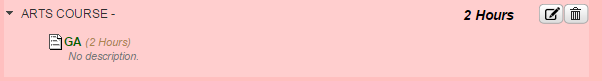 ARTS COURSE - 2 Hours
GA (2 Hours)
No description.